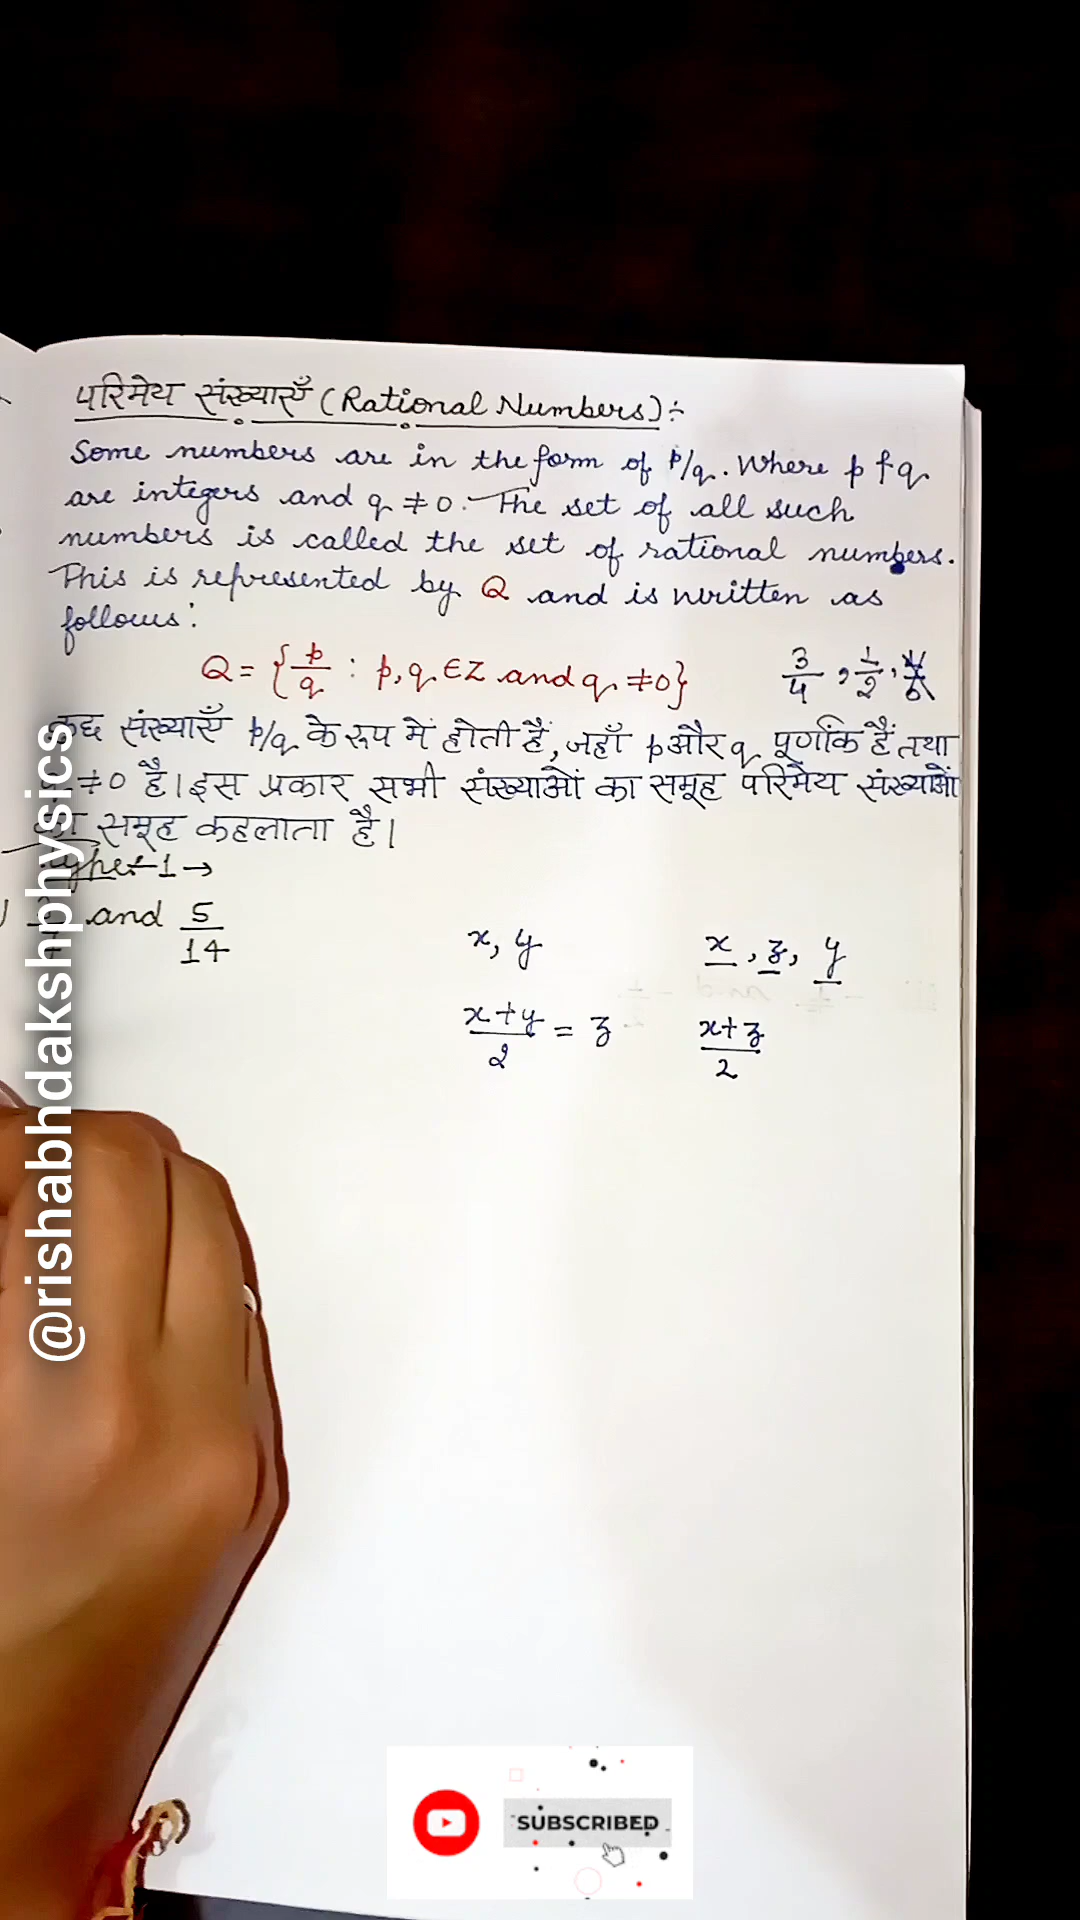 परिमेय संख्याएँ (Rational Numbers) ÷
Some numbers are in the form of p/q. Where p & q
are integers and q ≠ 0. The set of all such
numbers is called the set of rational numbers.
This is represented by Q and is written as
follows:
Q = { p/q : p, q ∈ Z and q ≠ 0}
3/4 , 1/2 ,
कुछ संख्याएँ p/q के रूप में होती हैं, जहाँ p और q पूर्णांक हैं तथा
≠ 0 है। इस प्रकार सभी संख्याओं का समूह परिमेय संख्याओं
का समूह कहलाता है।
Type-1 →
and 5/14
x, y
x , z, y
x+y/2 = z
x+z/2
@rishabhdakshphysics
SUBSCRIBED